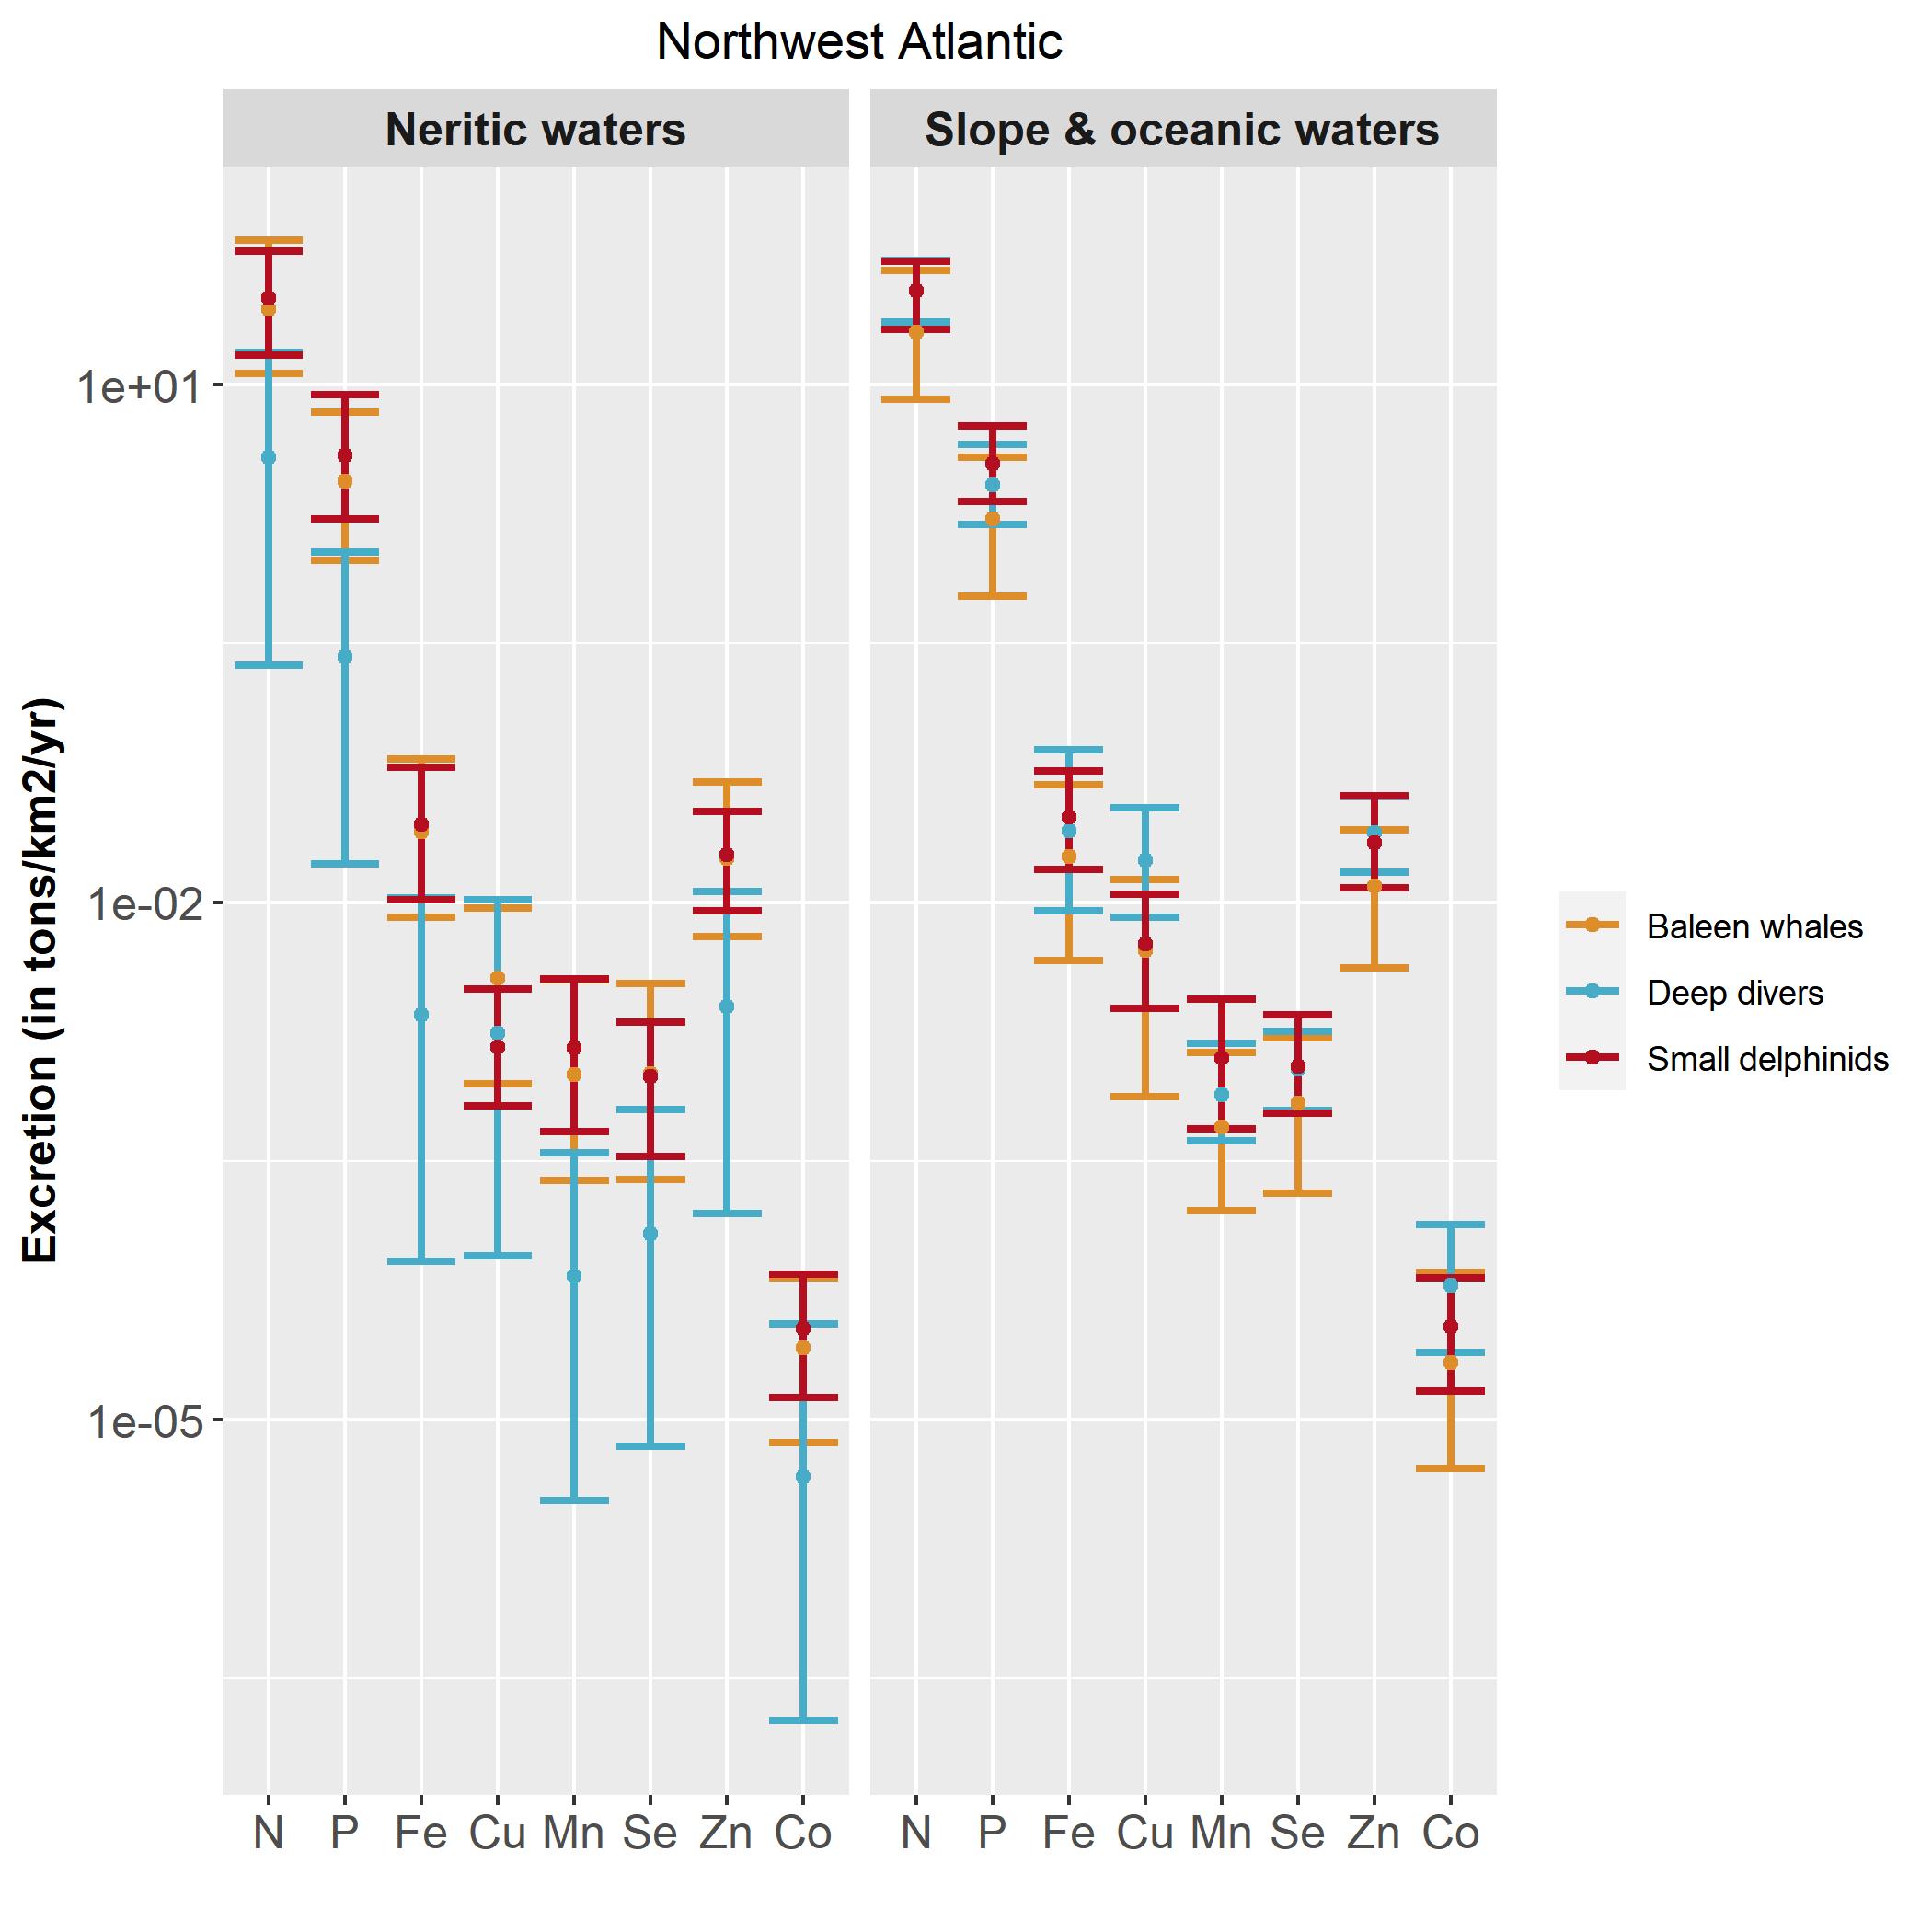 Northwest Atlantic
Neritic waters
Slope & oceanic waters
Excretion (in tons/km2/yr)
1e+01
1e-02
1e-05
N P Fe Cu Mn Se Zn Co
N P Fe Cu Mn Se Zn Co
Baleen whales
Deep divers
Small delphinids